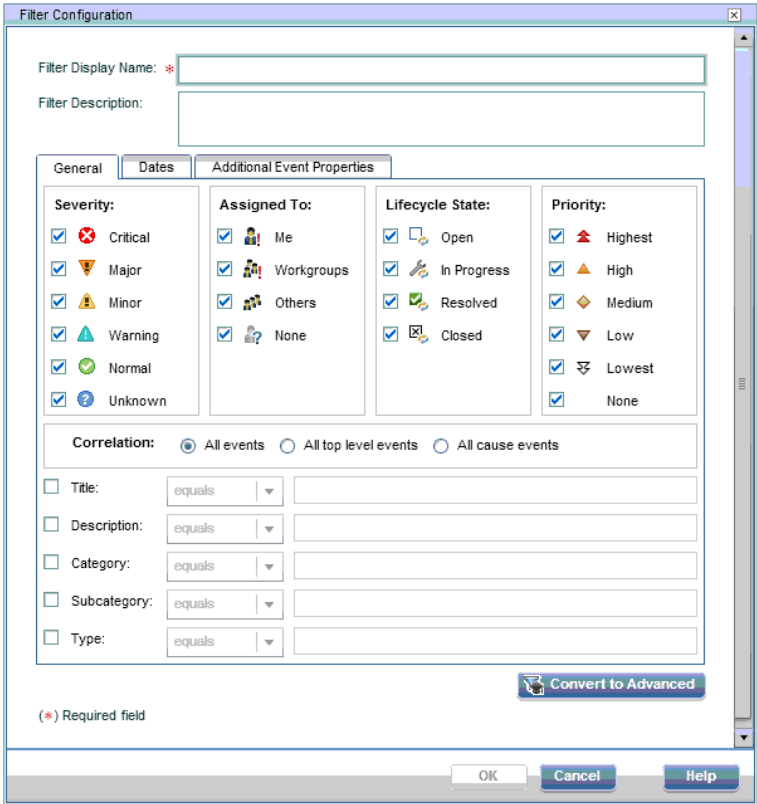 Filter Configuration
Filter Display Name: *
Filter Description:
General Dates Additional Event Properties
Severity: Assigned To: Lifecycle State: Priority:
Critical Me Open Highest
Major Workgroups In Progress High
Minor Others Resolved Medium
Warning None Closed Low
Normal Lowest
Unknown None
Correlation: All events All top level events All cause events
Title: equals
Description: equals
Category: equals
Subcategory: equals
Type: equals
Convert to Advanced
(*) Required field
OK Cancel Help